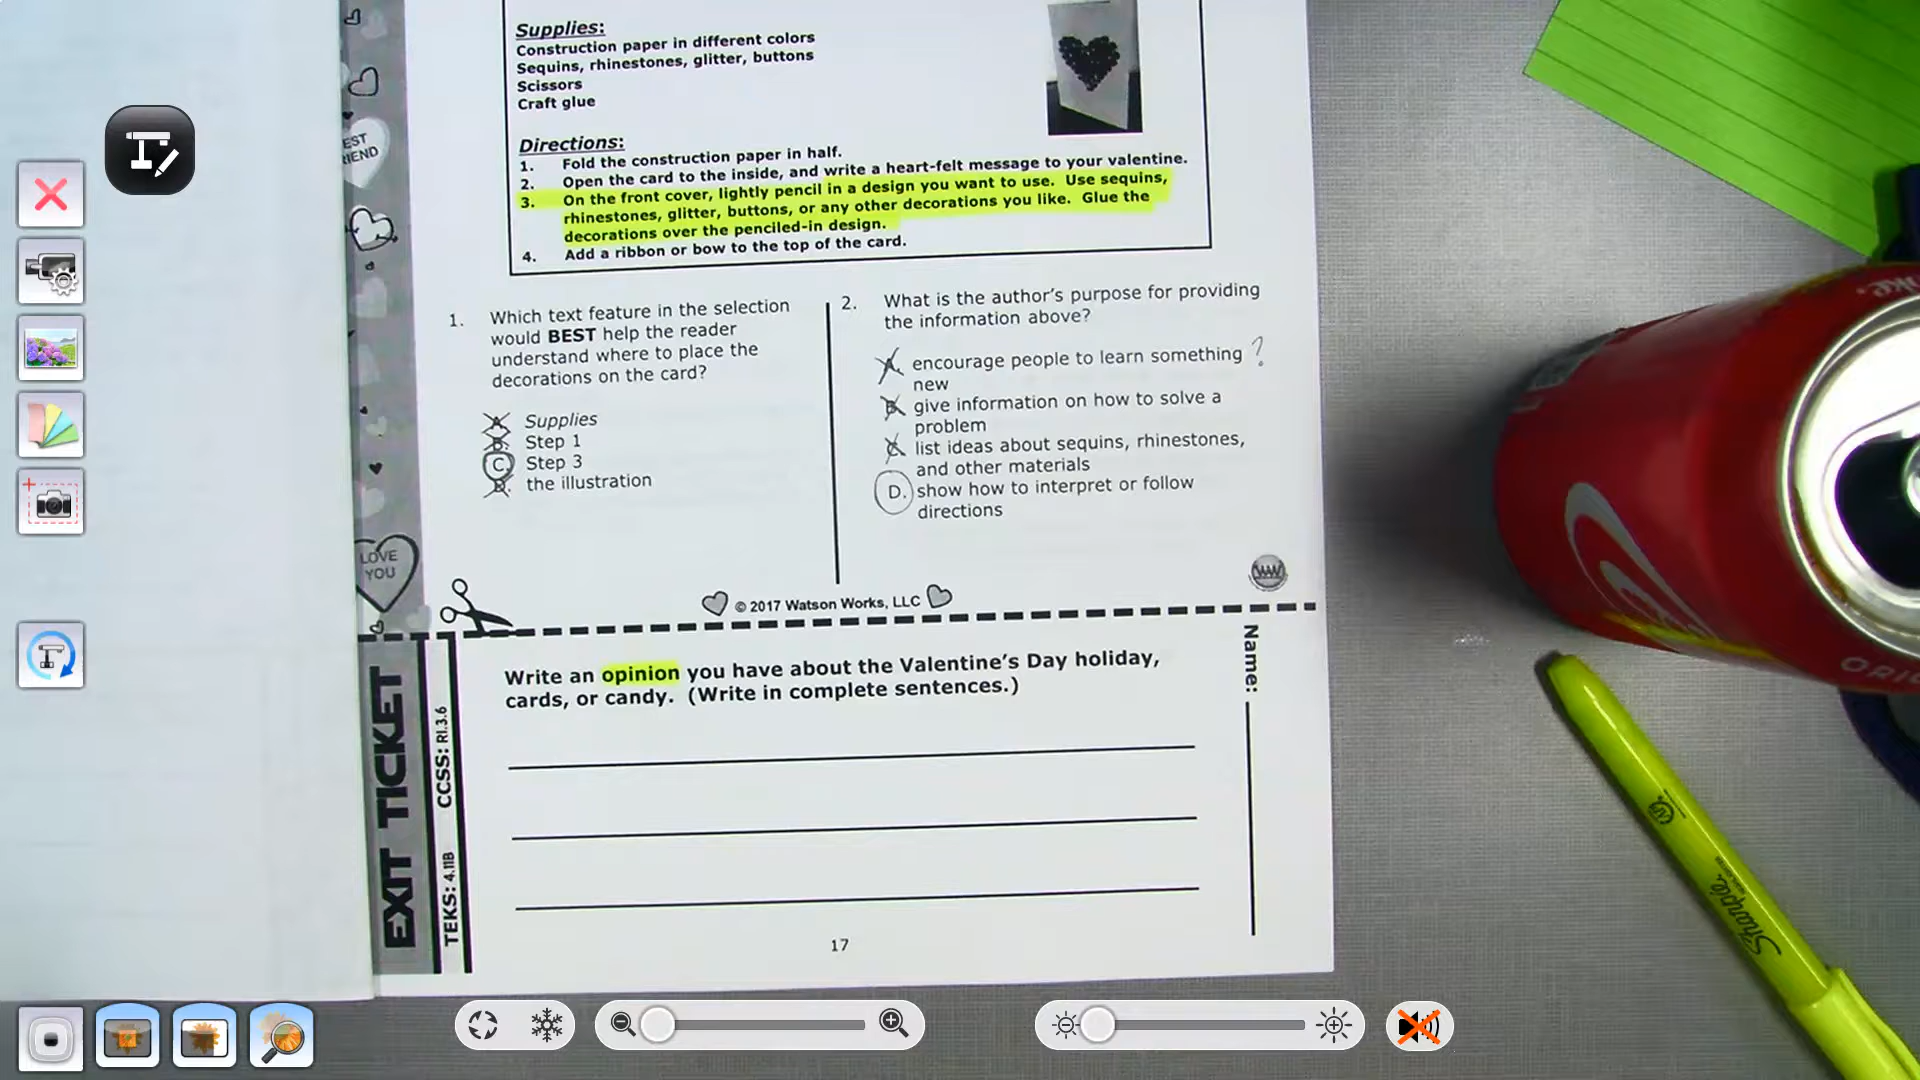 Supplies:
Construction paper in different colors
Sequins, rhinestones, glitter, buttons
Scissors
Craft glue
Directions:
1. Fold the construction paper in half.
2. Open the card to the inside, and write a heart-felt message to your valentine.
3. On the front cover, lightly pencil in a design you want to use. Use sequins,
rhinestones, glitter, buttons, or any other decorations you like. Glue the
decorations over the penciled-in design.
4. Add a ribbon or bow to the top of the card.
1. Which text feature in the selection
would BEST help the reader
understand where to place the
decorations on the card?
A. Supplies
B. Step 1
C. Step 3
D. the illustration
2. What is the author's purpose for providing
the information above?
A. encourage people to learn something ?
new
B. give information on how to solve a
problem
C. list ideas about sequins, rhinestones,
and other materials
D. show how to interpret or follow
directions
EST
RIEND
LOVE
YOU
© 2017 Watson Works, LLC
WW
EXIT TICKET
TEKS: 4.11B CCSS: RI.3.6
Write an opinion you have about the Valentine's Day holiday,
cards, or candy. (Write in complete sentences.)
Name:
17
Sharpie